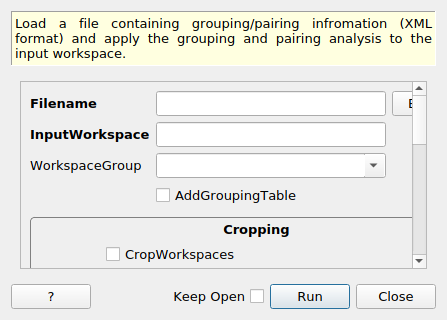 Load a file containing grouping/pairing infromation (XML
format) and apply the grouping and pairing analysis to the
input workspace.
Filename
InputWorkspace
WorkspaceGroup
AddGroupingTable
Cropping
CropWorkspaces
?
Keep Open
Run
Close